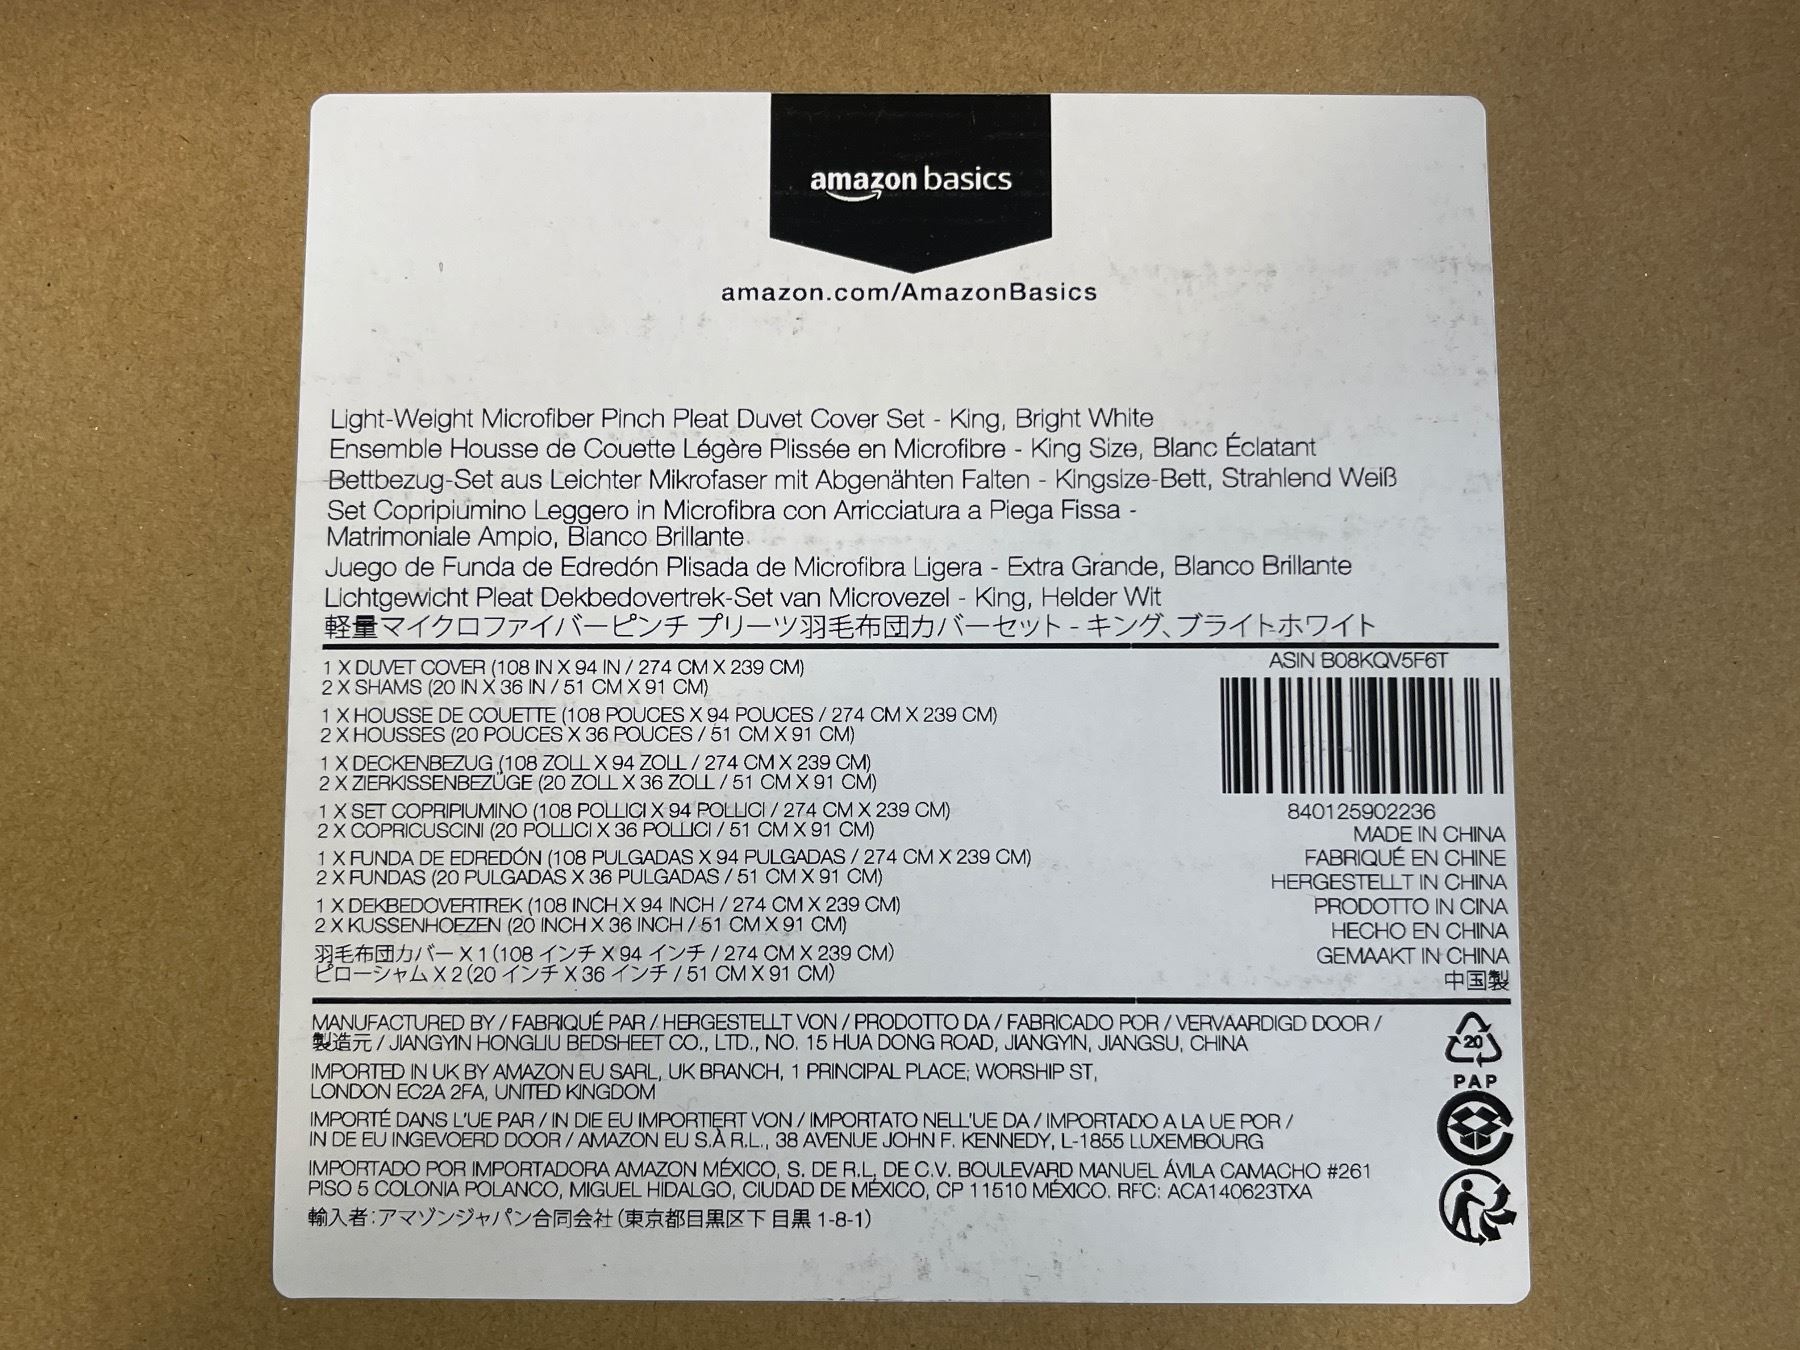 amazon basics
amazon.com/AmazonBasics
Light-Weight Microfiber Pinch Pleat Duvet Cover Set - King, Bright White
Ensemble Housse de Couette Légère Plissée en Microfibre - King Size, Blanc Éclatant
Bettbezug-Set aus Leichter Mikrofaser mit Abgenähten Falten - Kingsize-Bett, Strahlend Weiß
Set Copripiumino Leggero in Microfibra con Arricciatura a Piega Fissa -
Matrimoniale Ampio, Bianco Brillante
Juego de Funda de Edredón Plisada de Microfibra Ligera - Extra Grande, Blanco Brillante
Lichtgewicht Pleat Dekbedovertrek-Set van Microvezel - King, Helder Wit
軽量マイクロファイバーピンチ プリーツ羽毛布団カバーセット - キング、ブライトホワイト
1 X DUVET COVER (108 IN X 94 IN / 274 CM X 239 CM)
2 X SHAMS (20 IN X 36 IN / 51 CM X 91 CM)
1 X HOUSSE DE COUETTE (108 POUCES X 94 POUCES / 274 CM X 239 CM)
2 X HOUSSES (20 POUCES X 36 POUCES / 51 CM X 91 CM)
1 X DECKENBEZUG (108 ZOLL X 94 ZOLL / 274 CM X 239 CM)
2 X ZIERKISSENBEZÜGE (20 ZOLL X 36 ZOLL / 51 CM X 91 CM)
1 X SET COPRIPIUMINO (108 POLLICI X 94 POLLICI / 274 CM X 239 CM)
2 X COPRICUSCINI (20 POLLICI X 36 POLLICI / 51 CM X 91 CM)
1 X FUNDA DE EDREDÓN (108 PULGADAS X 94 PULGADAS / 274 CM X 239 CM)
2 X FUNDAS (20 PULGADAS X 36 PULGADAS / 51 CM X 91 CM)
1 X DEKBEDOVERTREK (108 INCH X 94 INCH / 274 CM X 239 CM)
2 X KUSSENHOEZEN (20 INCH X 36 INCH / 51 CM X 91 CM)
羽毛布団カバー X 1 (108 インチ X 94 インチ / 274 CM X 239 CM)
ピローシャム X 2 (20 インチ X 36 インチ / 51 CM X 91 CM)
ASIN B08KQV5F6T
840125902236
MADE IN CHINA
FABRIQUÉ EN CHINE
HERGESTELLT IN CHINA
PRODOTTO IN CINA
HECHO EN CHINA
GEMAAKT IN CHINA
中国製
MANUFACTURED BY / FABRIQUÉ PAR / HERGESTELLT VON / PRODOTTO DA / FABRICADO POR / VERVAARDIGD DOOR /
製造元 / JIANGYIN HONGLIU BEDSHEET CO., LTD., NO. 15 HUA DONG ROAD, JIANGYIN, JIANGSU, CHINA
IMPORTED IN UK BY AMAZON EU SARL, UK BRANCH, 1 PRINCIPAL PLACE, WORSHIP ST,
LONDON EC2A 2FA, UNITED KINGDOM
IMPORTÉ DANS L'UE PAR / IN DIE EU IMPORTIERT VON / IMPORTATO NELL'UE DA / IMPORTADO A LA UE POR /
IN DE EU INGEVOERD DOOR / AMAZON EU S.À R.L., 38 AVENUE JOHN F. KENNEDY, L-1855 LUXEMBOURG
IMPORTADO POR IMPORTADORA AMAZON MÉXICO, S. DE R.L. DE C.V. BOULEVARD MANUEL ÁVILA CAMACHO #261
PISO 5 COLONIA POLANCO, MIGUEL HIDALGO, CIUDAD DE MÉXICO, CP 11510 MÉXICO. RFC: ACA140623TXA
輸入者：アマゾンジャパン合同会社（東京都目黒区下目黒 1-8-1）
20
PAP